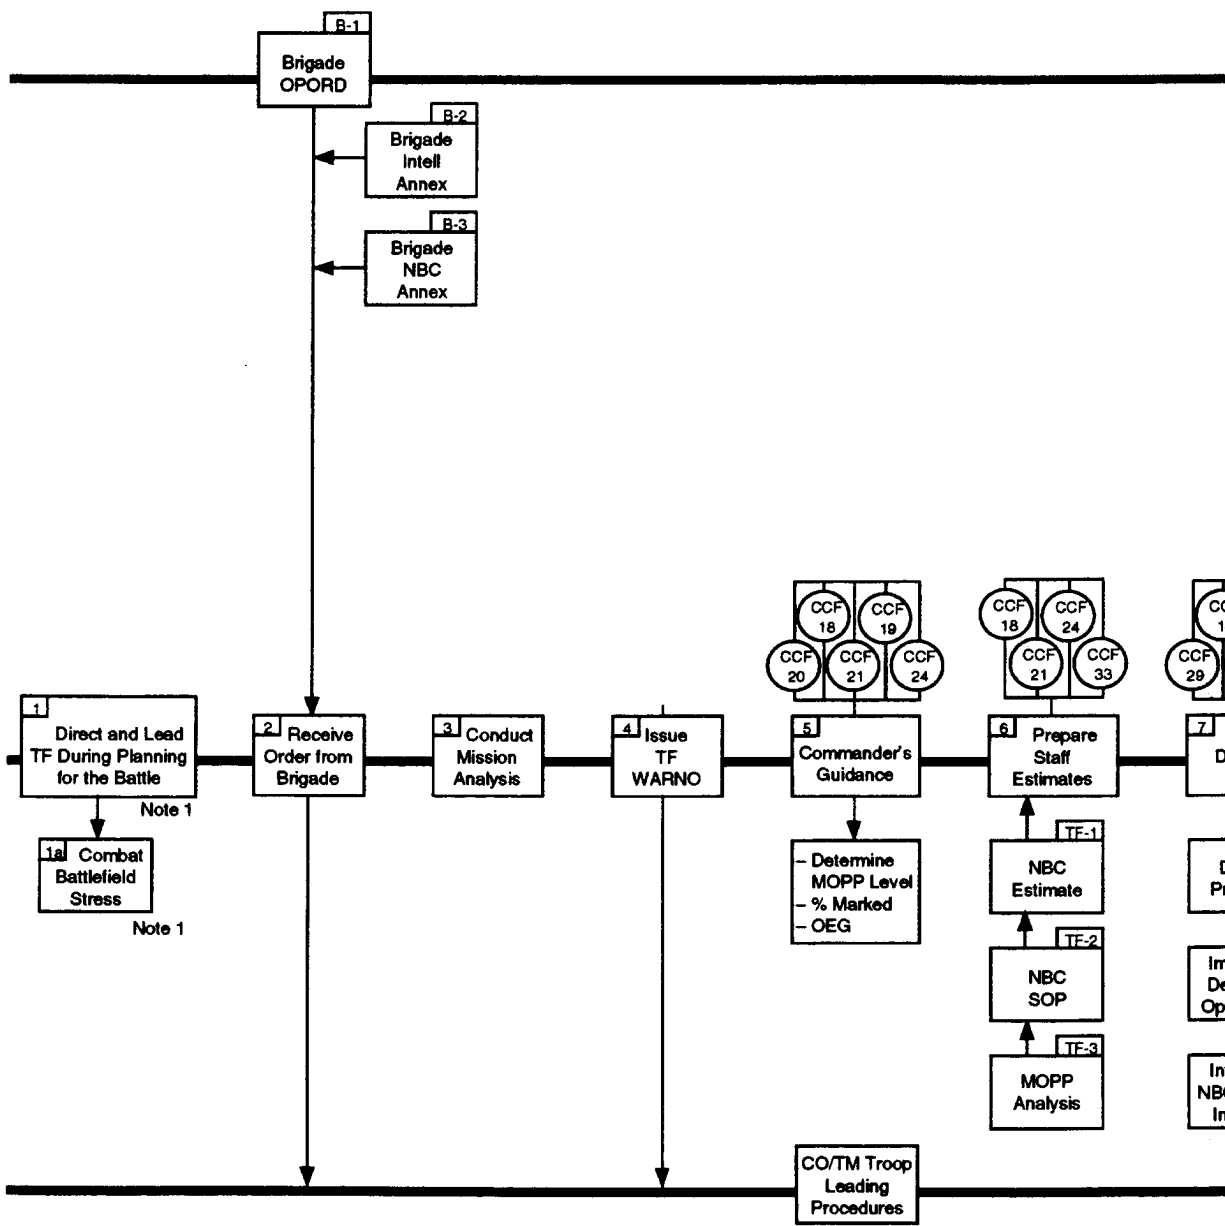 B-1
Brigade
OPORD
B-2
Brigade
Intell
Annex
B-3
Brigade
NBC
Annex
CCF
18
CCF
19
CCF
20
CCF
21
CCF
24
CCF
18
CCF
24
CCF
21
CCF
33
CCF
29
1
Direct and Lead
TF During Planning
for the Battle
Note 1
1a Combat
Battlefield
Stress
Note 1
2 Receive
Order from
Brigade
3 Conduct
Mission
Analysis
4 Issue
TF
WARNO
5
Commander's
Guidance
– Determine
MOPP Level
– % Marked
– OEG
6 Prepare
Staff
Estimates
TF-1
NBC
Estimate
TF-2
NBC
SOP
TF-3
MOPP
Analysis
7
CO/TM Troop
Leading
Procedures